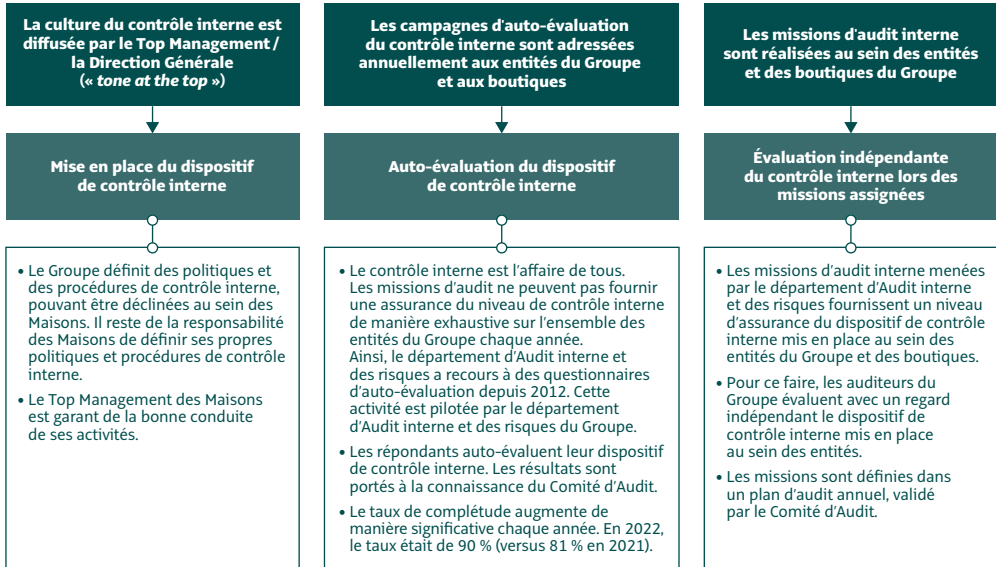 La culture du contrôle interne est
diffusée par le Top Management /
la Direction Générale
(« tone at the top »)
Mise en place du dispositif
de contrôle interne
• Le Groupe définit des politiques et
des procédures de contrôle interne,
pouvant être déclinées au sein des
Maisons. Il reste de la responsabilité
des Maisons de définir ses propres
politiques et procédures de contrôle
interne.
• Le Top Management des Maisons
est garant de la bonne conduite
de ses activités.
Les campagnes d'auto-évaluation
du contrôle interne sont adressées
annuellement aux entités du Groupe
et aux boutiques
Auto-évaluation du dispositif
de contrôle interne
• Le contrôle interne est l'affaire de tous.
Les missions d'audit ne peuvent pas fournir
une assurance du niveau de contrôle interne
de manière exhaustive sur l'ensemble des
entités du Groupe chaque année.
Ainsi, le département d'Audit interne et
des risques a recours à des questionnaires
d'auto-évaluation depuis 2012. Cette
activité est pilotée par le département
d'Audit interne et des risques du Groupe.
• Les répondants auto-évaluent leur dispositif
de contrôle interne. Les résultats sont
portés à la connaissance du Comité d'Audit.
• Le taux de complétude augmente de
manière significative chaque année. En 2022,
le taux était de 90 % (versus 81 % en 2021).
Les missions d'audit interne
sont réalisées au sein des entités
et des boutiques du Groupe
Évaluation indépendante
du contrôle interne lors des
missions assignées
• Les missions d'audit interne menées
par le département d'Audit interne
et des risques fournissent un niveau
d'assurance du dispositif de contrôle
interne mis en place au sein des
entités du Groupe et des boutiques.
• Pour ce faire, les auditeurs du
Groupe évaluent avec un regard
indépendant le dispositif de
contrôle interne mis en place
au sein des entités.
• Les missions sont définies dans
un plan d'audit annuel, validé
par le Comité d'Audit.